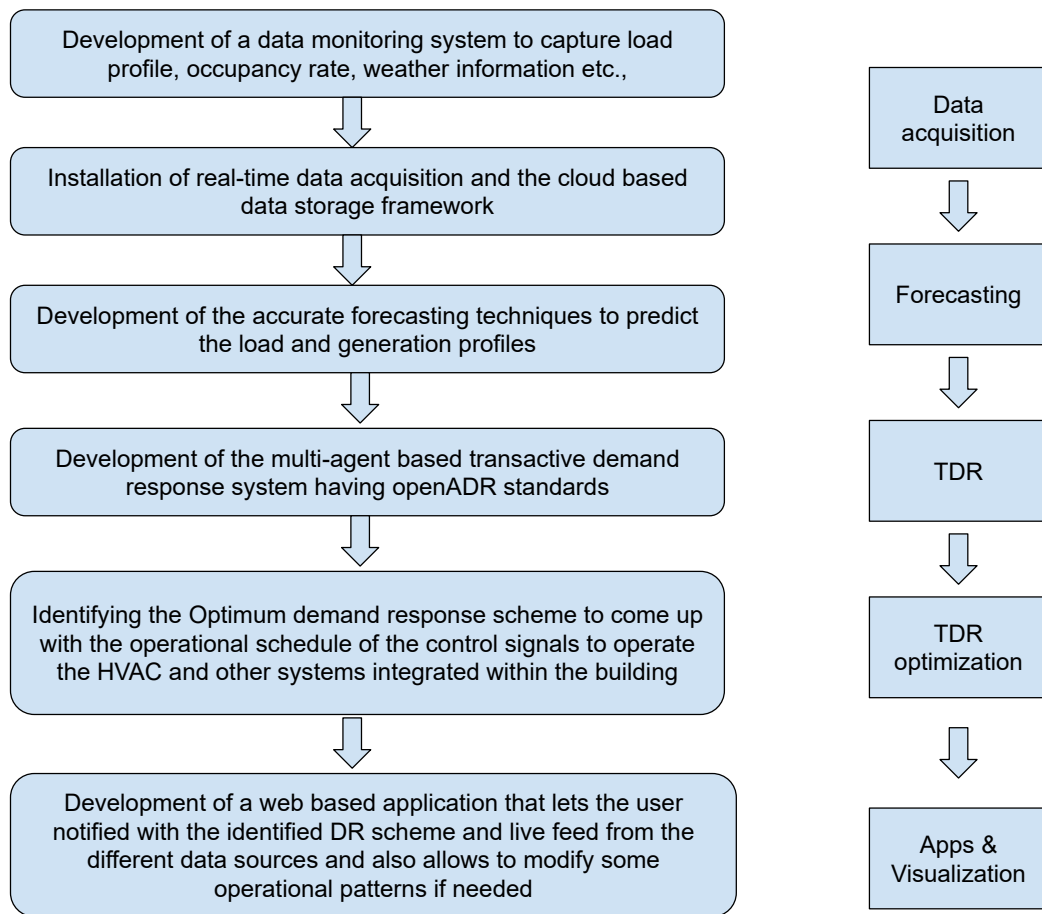 Development of a data monitoring system to capture load
profile, occupancy rate, weather information etc.,
Installation of real-time data acquisition and the cloud based
data storage framework
Development of the accurate forecasting techniques to predict
the load and generation profiles
Development of the multi-agent based transactive demand
response system having openADR standards
Identifying the Optimum demand response scheme to come up
with the operational schedule of the control signals to operate
the HVAC and other systems integrated within the building
Development of a web based application that lets the user
notified with the identified DR scheme and live feed from the
different data sources and also allows to modify some
operational patterns if needed
Data
acquisition
Forecasting
TDR
TDR
optimization
Apps &
Visualization